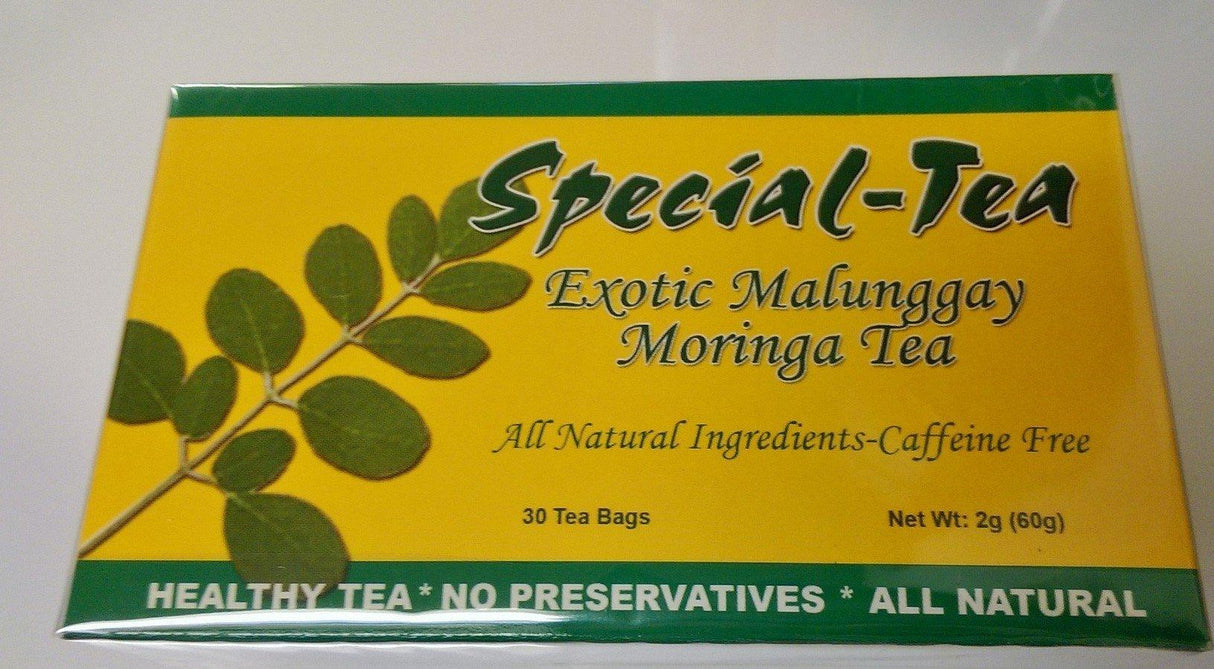 Special-Tea
Exotic Malunggay
Moringa Tea
All Natural Ingredients-Caffeine Free
30 Tea Bags
Net Wt: 2g (60g)
HEALTHY TEA * NO PRESERVATIVES * ALL NATURAL